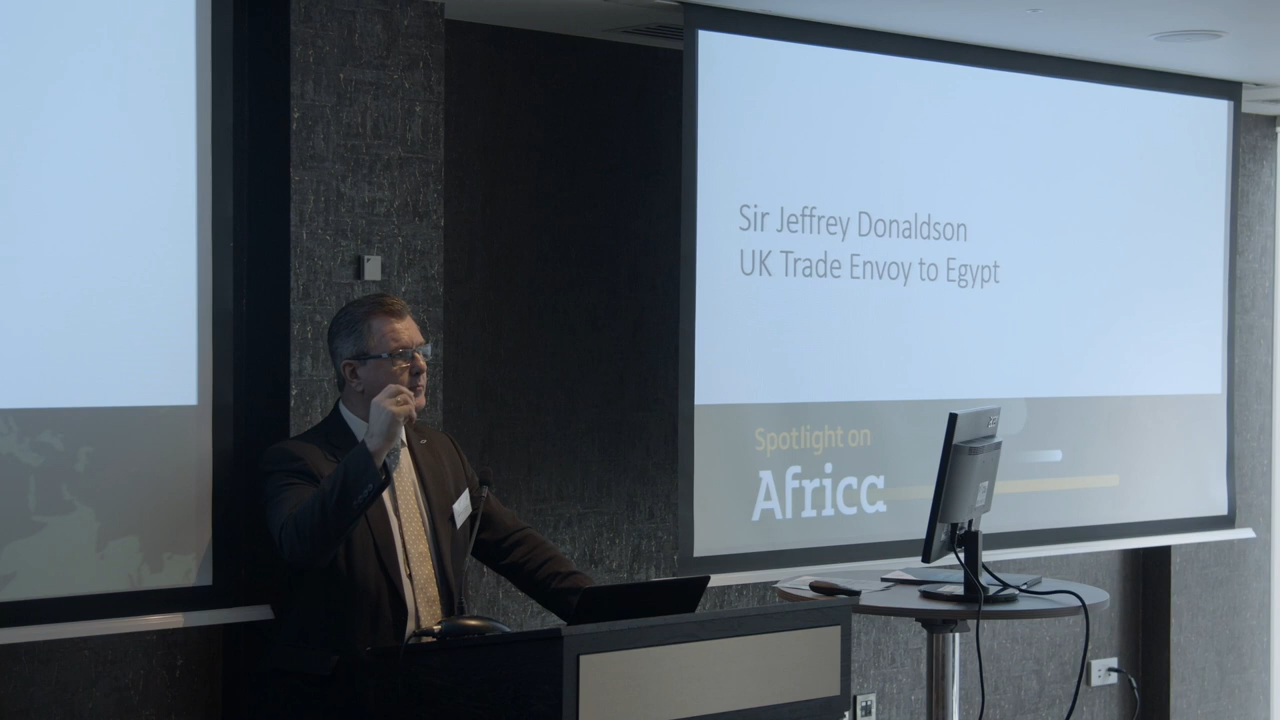 Sir Jeffrey Donaldson
UK Trade Envoy to Egypt
Spotlight on
Africa